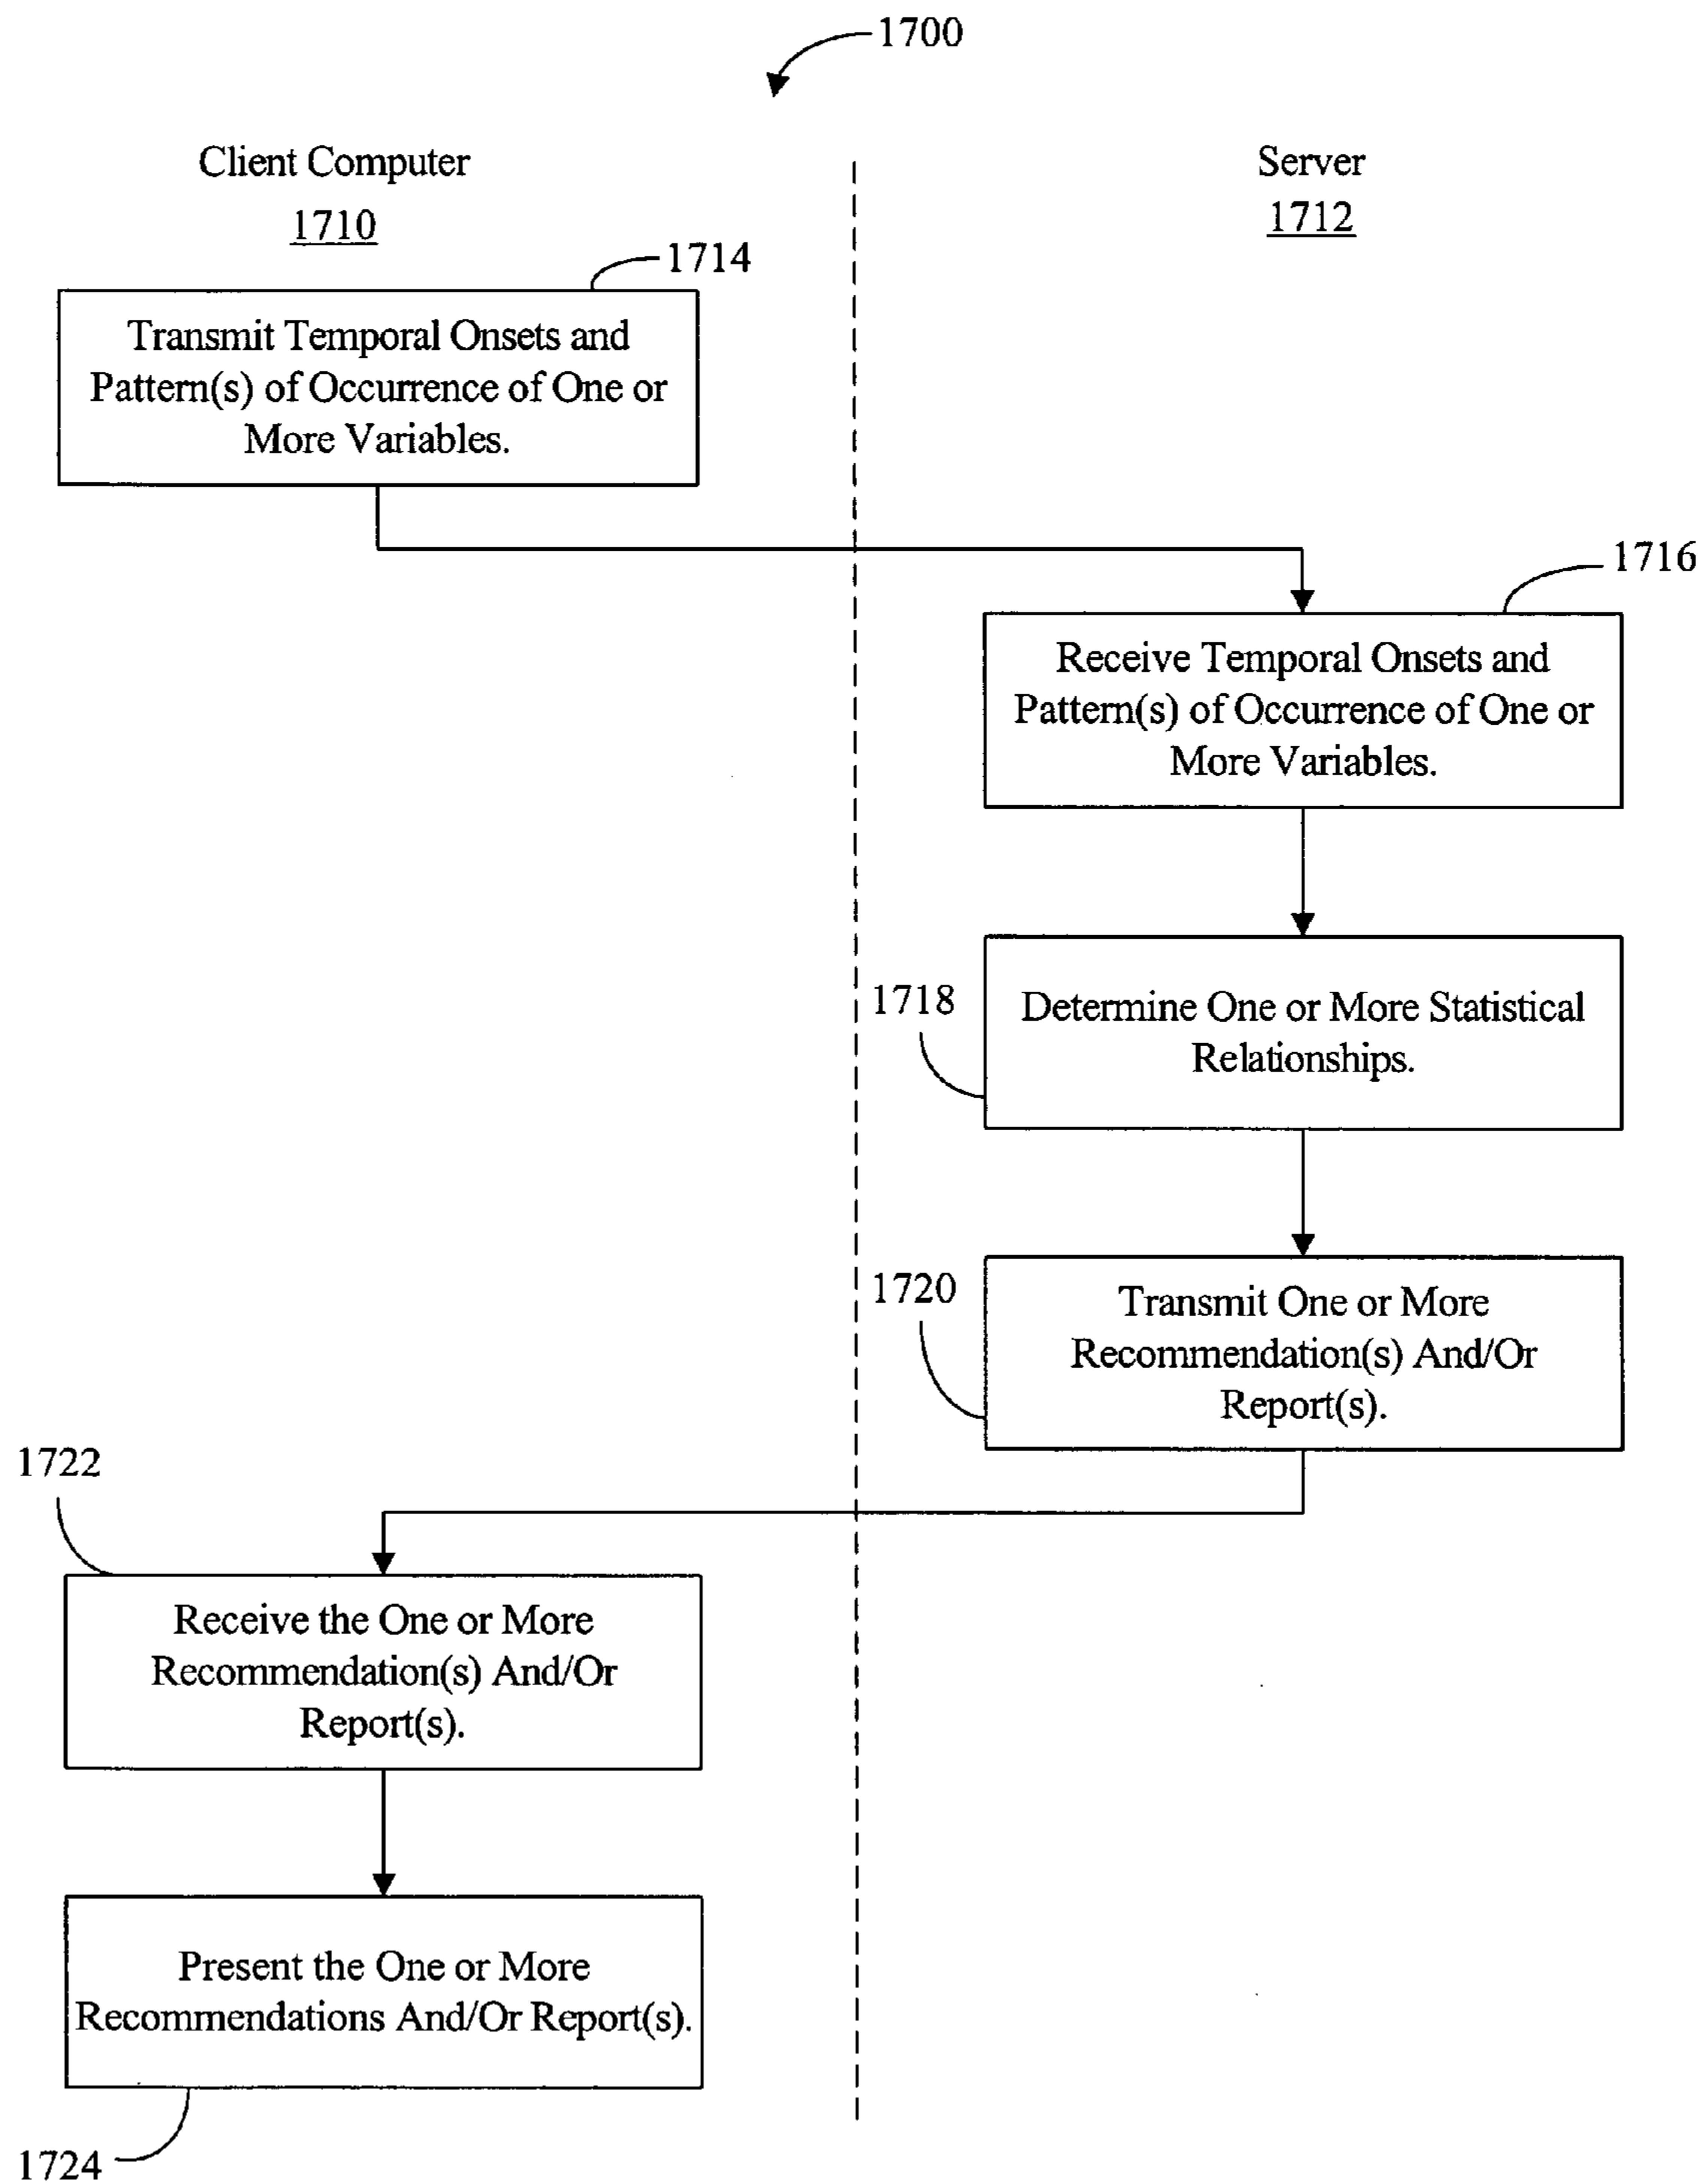 1700
Client Computer
1710
Server
1712
1714
Transmit Temporal Onsets and
Pattern(s) of Occurrence of One or
More Variables.
1716
Receive Temporal Onsets and
Pattern(s) of Occurrence of One or
More Variables.
1718
Determine One or More Statistical
Relationships.
1720
Transmit One or More
Recommendation(s) And/Or
Report(s).
1722
Receive the One or More
Recommendation(s) And/Or
Report(s).
Present the One or More
Recommendations And/Or Report(s).
1724